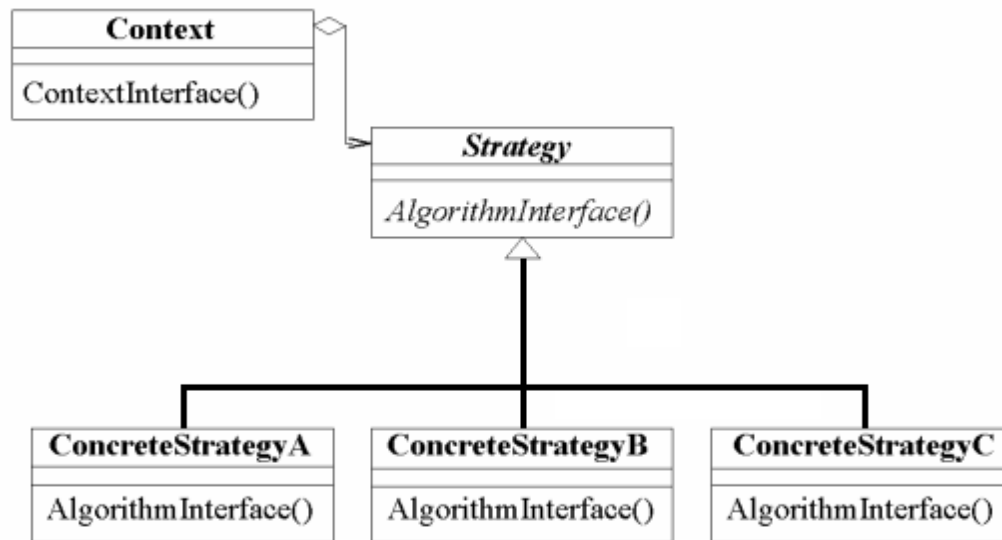 Context
ContextInterface()
Strategy
AlgorithmInterface()
ConcreteStrategyA
AlgorithmInterface()
ConcreteStrategyB
AlgorithmInterface()
ConcreteStrategyC
AlgorithmInterface()